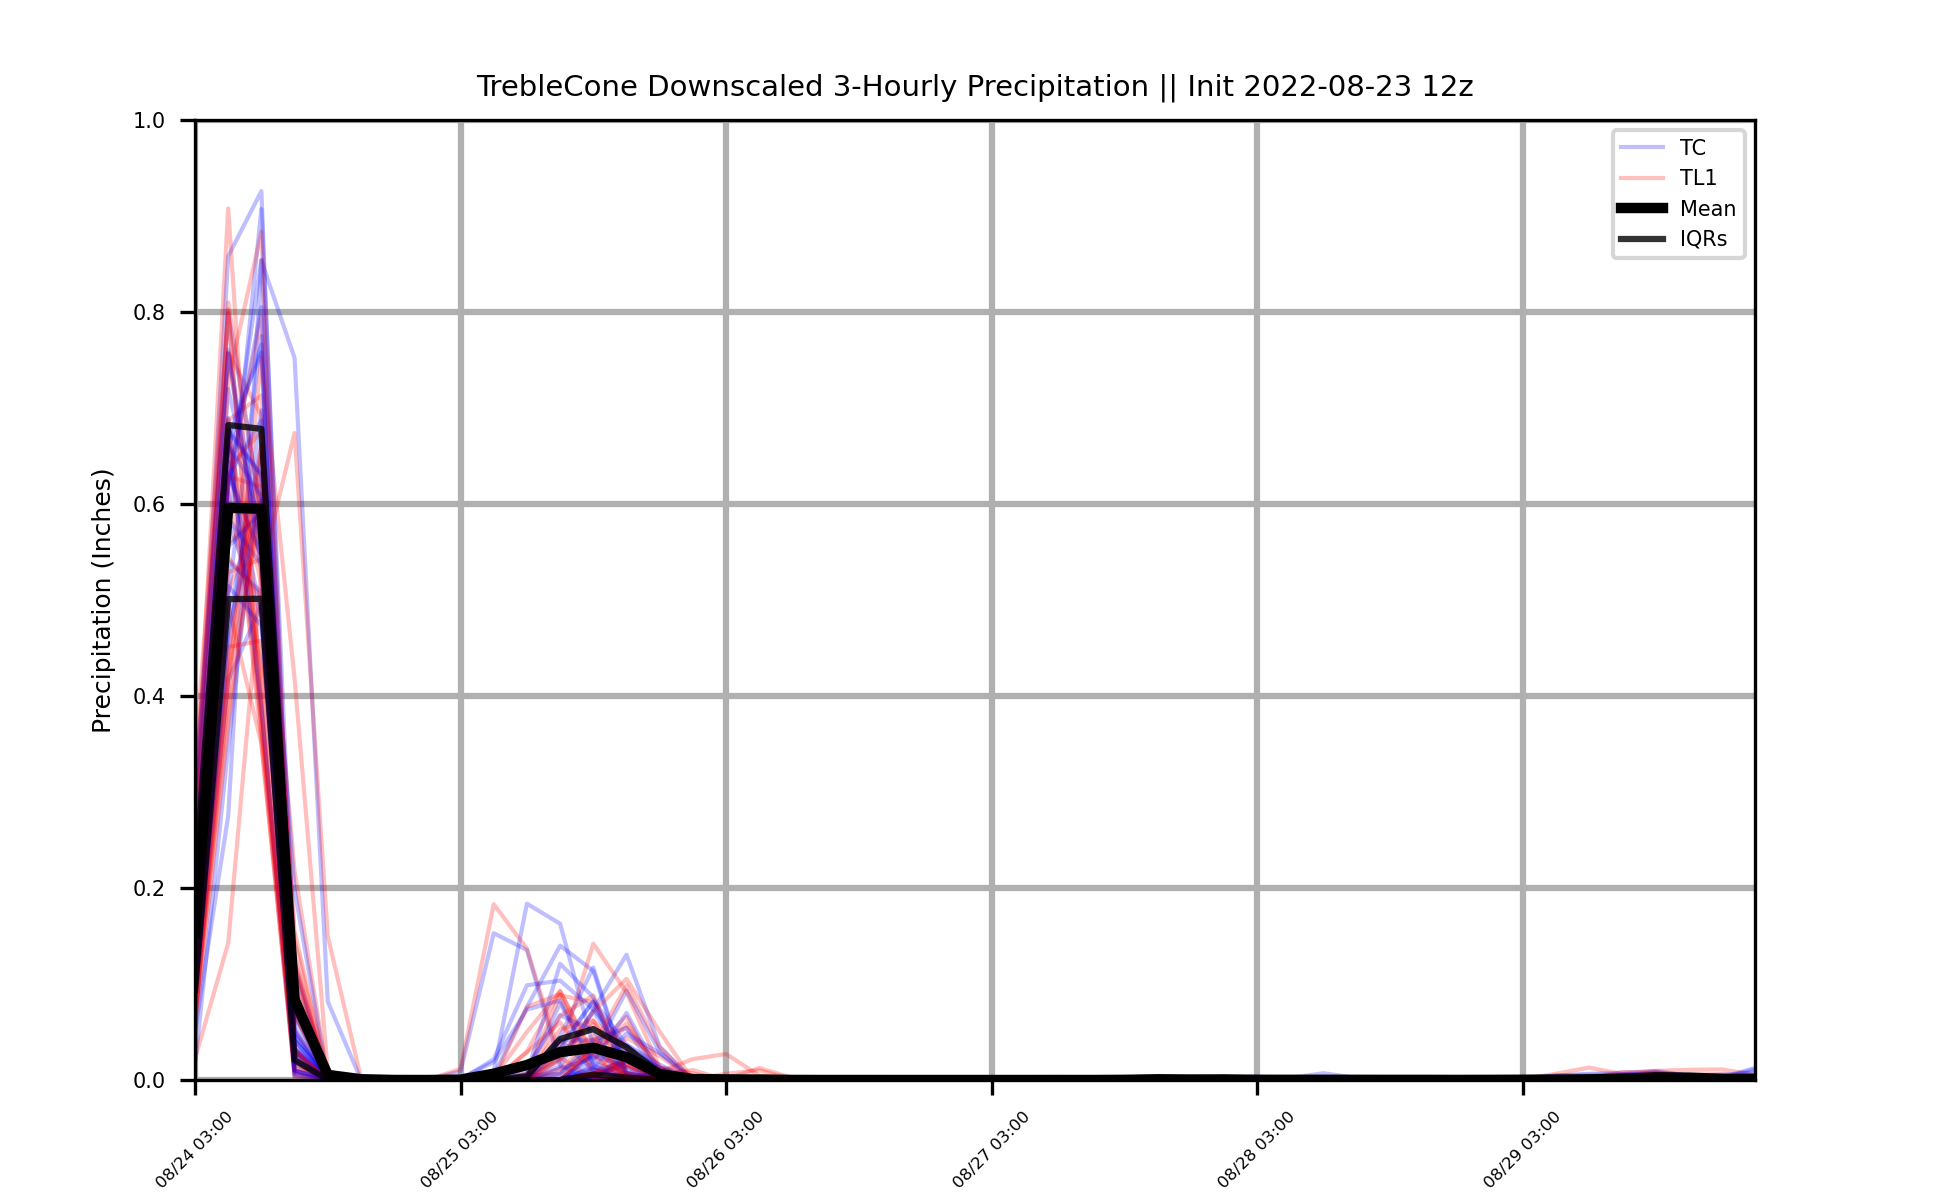 TrebleCone Downscaled 3-Hourly Precipitation || Init 2022-08-23 12z
1.0
0.8
0.6
0.4
0.2
0.0
Precipitation (Inches)
TC
TL1
Mean
IQRs
08/24 03:00
08/25 03:00
08/26 03:00
08/27 03:00
08/28 03:00
08/29 03:00